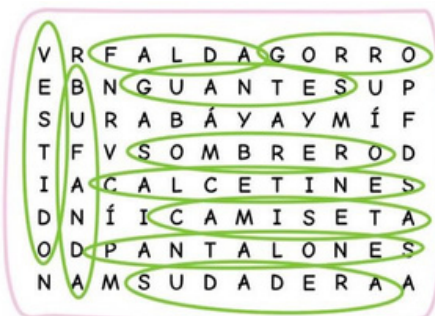 V R F A L D A G O R R O
E B N G U A N T E S U P
S U R A B Á Y A Y M Í F
T F V S O M B R E R O D
I A C A L C E T I N E S
D N Í I C A M I S E T A
O D P A N T A L O N E S
N A M S U D A D E R A A